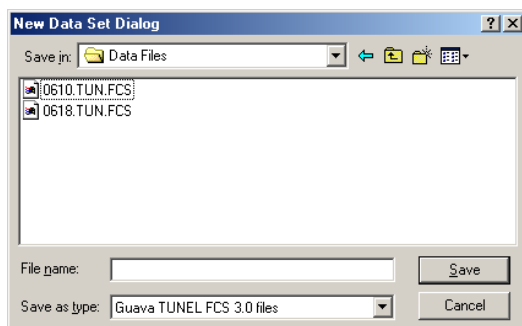 New Data Set Dialog
Save in: Data Files
0610.TUN.FCS
0618.TUN.FCS
File name:
Save
Save as type: Guava TUNEL FCS 3.0 files
Cancel